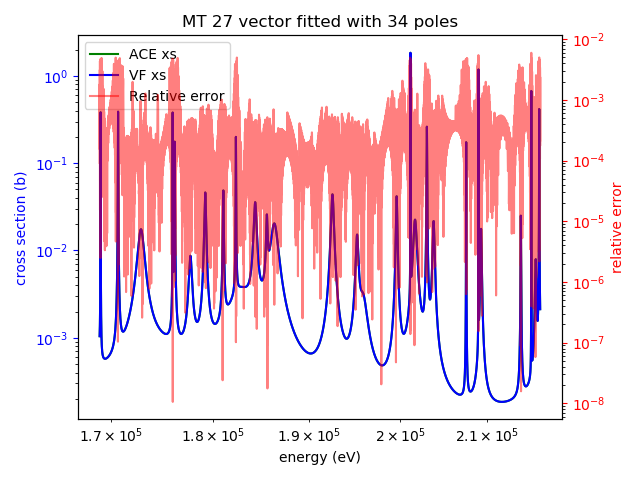 MT 27 vector fitted with 34 poles
ACE xs
VF xs
Relative error
cross section (b)
10⁰
10⁻¹
10⁻²
10⁻³
10⁻²
10⁻³
10⁻⁴
10⁻⁵
10⁻⁶
10⁻⁷
10⁻⁸
relative error
1.7 × 10⁵
1.8 × 10⁵
1.9 × 10⁵
2 × 10⁵
2.1 × 10⁵
energy (eV)